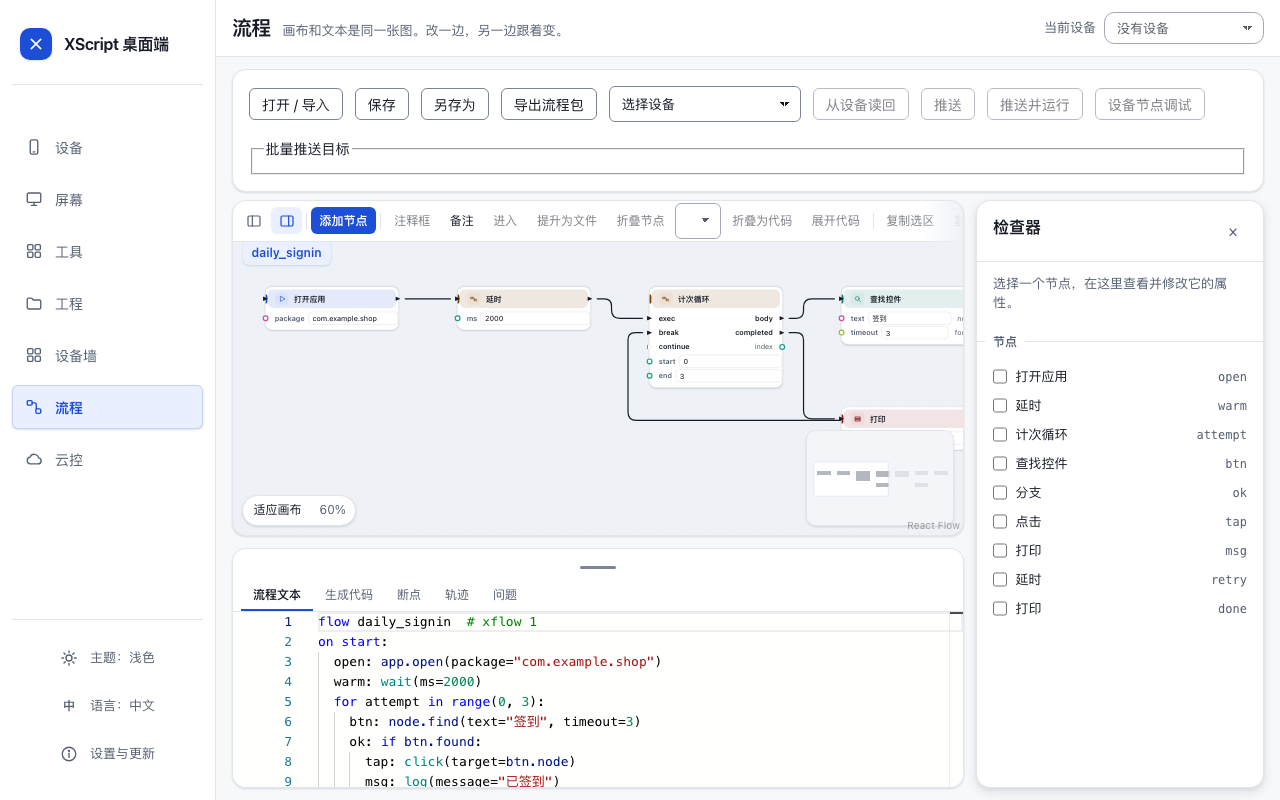 XScript 桌面端
设备
屏幕
工具
工程
设备墙
流程
云控
主题：浅色
中 语言：中文
设置与更新
流程 画布和文本是同一张图。改一边，另一边跟着变。
当前设备 没有设备
打开 / 导入 保存 另存为 导出流程包 选择设备 从设备读回 推送 推送并运行 设备节点调试
批量推送目标
添加节点 注释框 备注 进入 提升为文件 折叠节点 折叠为代码 展开代码 复制选区
daily_signin
打开应用
package com.example.shop
延时
ms 2000
计次循环
exec body
break completed
continue index
start 0
end 3
查找控件
text 签到
timeout 3
打印
适应画布 60%
React Flow
流程文本 生成代码 断点 轨迹 问题
1 flow daily_signin # xflow 1
2 on start:
3 open: app.open(package="com.example.shop")
4 warm: wait(ms=2000)
5 for attempt in range(0, 3):
6 btn: node.find(text="签到", timeout=3)
7 ok: if btn.found:
8 tap: click(target=btn.node)
9 msg: log(message="已签到")
检查器 ×
选择一个节点，在这里查看并修改它的属
性。
节点
打开应用 open
延时 warm
计次循环 attempt
查找控件 btn
分支 ok
点击 tap
打印 msg
延时 retry
打印 done